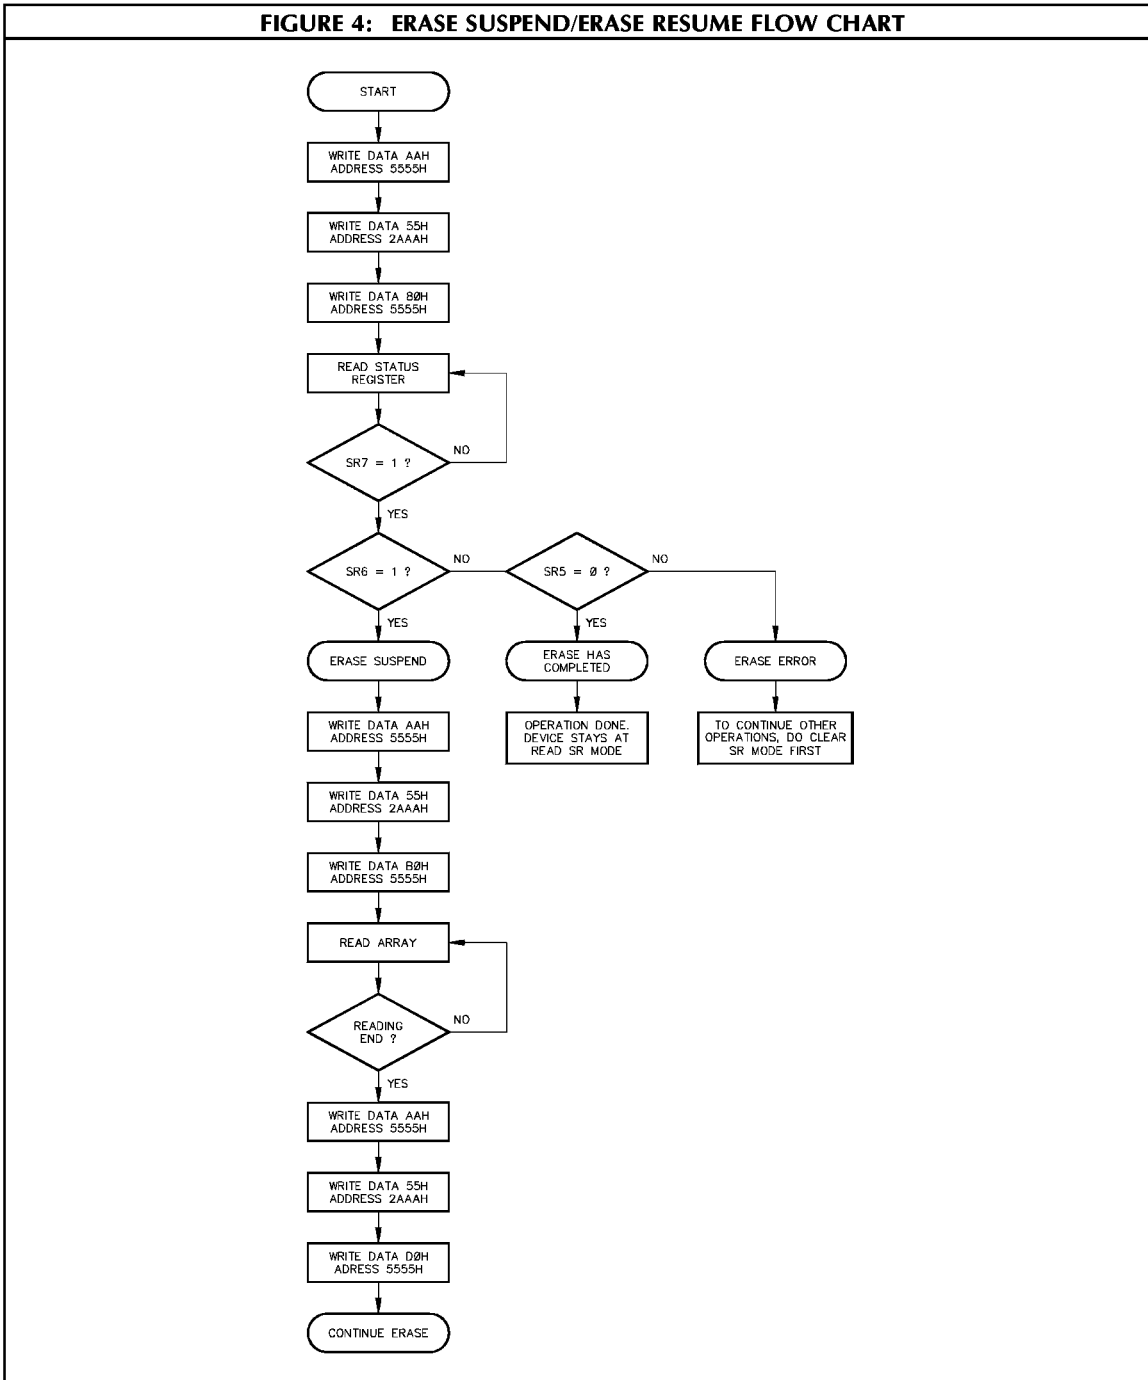 FIGURE 4: ERASE SUSPEND/ERASE RESUME FLOW CHART
START
WRITE DATA AAH
ADDRESS 5555H
WRITE DATA 55H
ADDRESS 2AAAH
WRITE DATA 8ØH
ADDRESS 5555H
READ STATUS
REGISTER
SR7 = 1 ?
NO
YES
SR6 = 1 ?
NO
SR5 = Ø ?
NO
YES
YES
ERASE SUSPEND
ERASE HAS
COMPLETED
ERASE ERROR
WRITE DATA AAH
ADDRESS 5555H
OPERATION DONE.
DEVICE STAYS AT
READ SR MODE
TO CONTINUE OTHER
OPERATIONS, DO CLEAR
SR MODE FIRST
WRITE DATA 55H
ADDRESS 2AAAH
WRITE DATA BØH
ADDRESS 5555H
READ ARRAY
READING
END ?
NO
YES
WRITE DATA AAH
ADDRESS 5555H
WRITE DATA 55H
ADDRESS 2AAAH
WRITE DATA DØH
ADRESS 5555H
CONTINUE ERASE